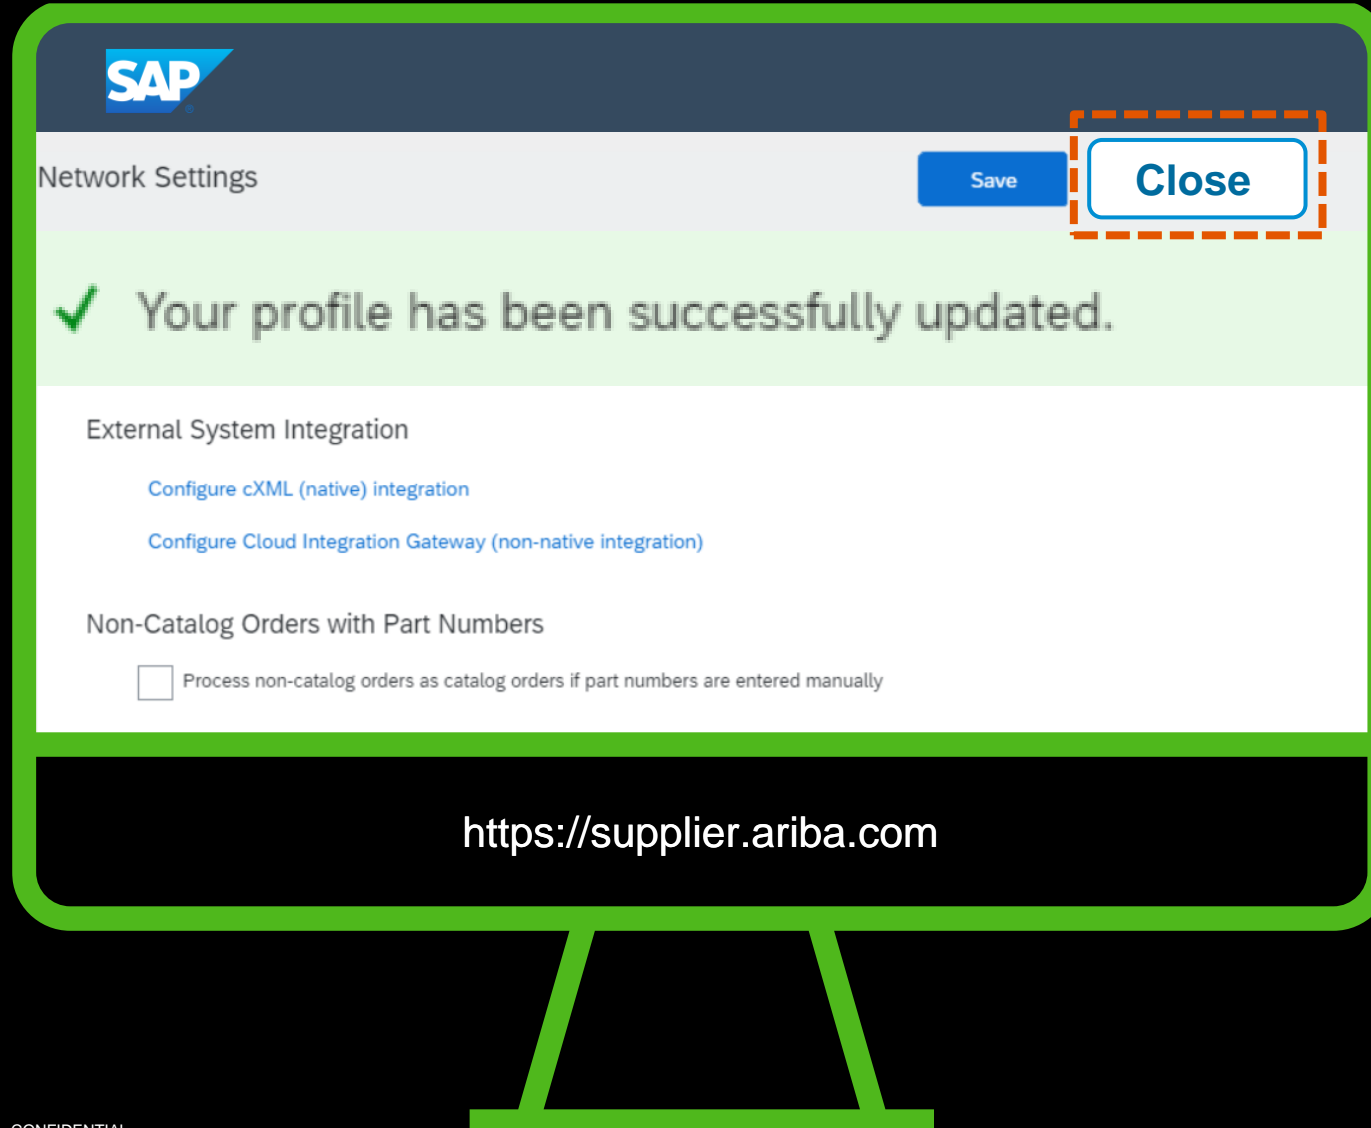 SAP
Network Settings
Save
Close
Your profile has been successfully updated.
External System Integration
Configure cXML (native) integration
Configure Cloud Integration Gateway (non-native integration)
Non-Catalog Orders with Part Numbers
Process non-catalog orders as catalog orders if part numbers are entered manually
https://supplier.ariba.com
CONFIDENTIAL